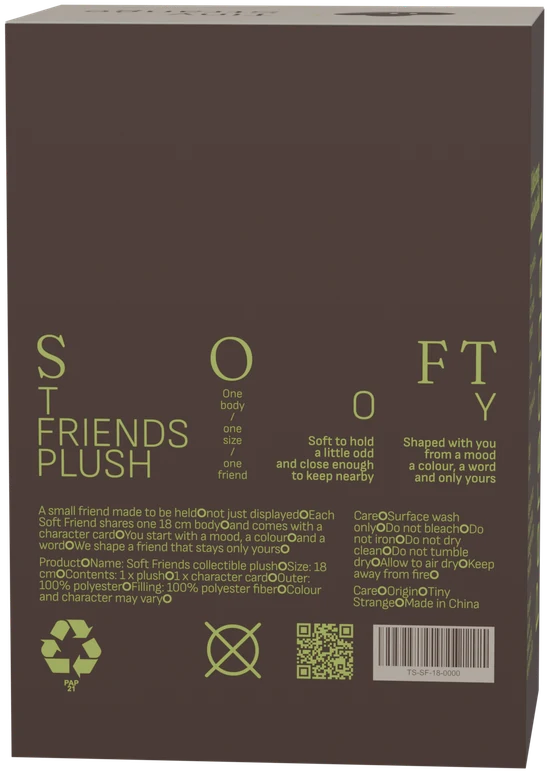 S O F T
T O Y
FRIENDS
PLUSH
One
body
/
one
size
/
one
friend
Soft to hold
a little odd
and close enough
to keep nearby
Shaped with you
from a mood
a colour, a word
and only yours
A small friend made to be heldOnot just displayedOEach
Soft Friend shares one 18 cm bodyOand comes with a
character cardOYou start with a mood, a colourOand a
wordOWe shape a friend that stays only yoursO
ProductOName: Soft Friends collectible plushOSize: 18
cmOContents: 1 x plushO1 x character cardOOuter:
100% polyesterOFilling: 100% polyester fiberOColour
and character may varyO
CareOSurface wash
onlyODo not bleachODo
not ironODo not dry
cleanODo not tumble
dryOAllow to air dryOKeep
away from fireO
CareOOriginOTiny
StrangeOMade in China
PAP
21
TS-SF-18-0000